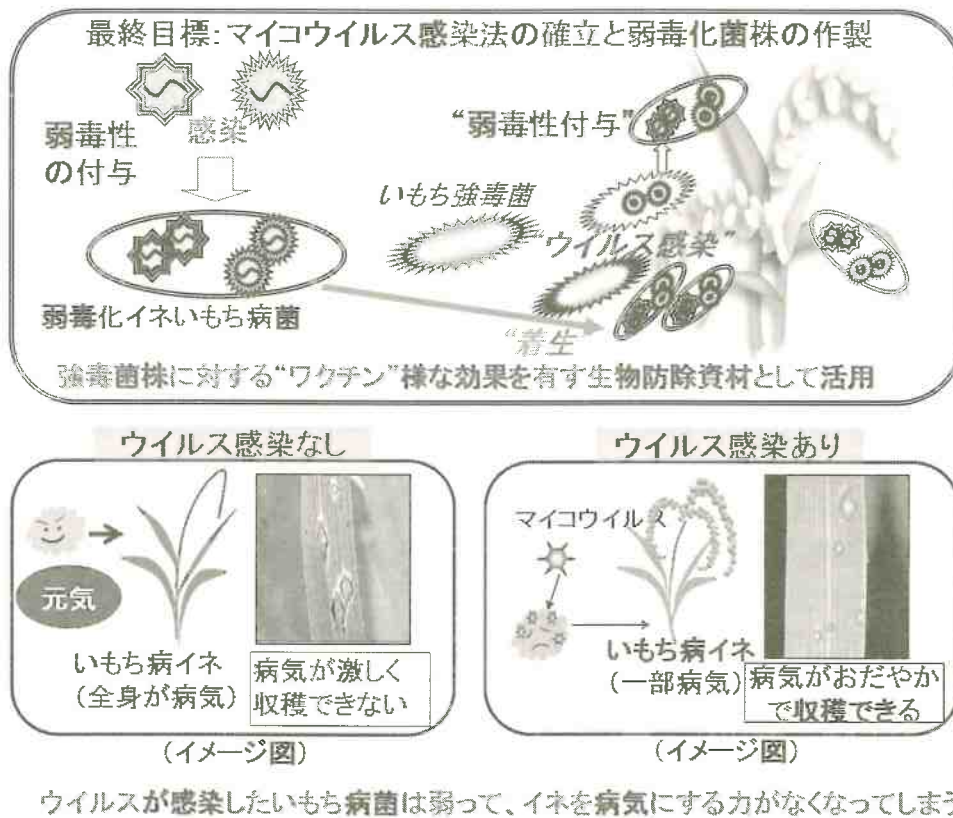 最終目標:マイコウイルス感染法の確立と弱毒化菌株の作製
弱毒性
の付与
感染
“弱毒性付与”
いもち強毒菌
“ウイルス感染”
弱毒化イネいもち病菌
“着生”
強毒菌株に対する“ワクチン”様な効果を有す生物防除資材として活用
ウイルス感染なし
元気
いもち病イネ
(全身が病気)
病気が激しく
収穫できない
(イメージ図)
ウイルス感染あり
マイコウイルス
いもち病イネ
(一部病気)
病気がおだやか
で収穫できる
(イメージ図)
ウイルスが感染したいもち病菌は弱って、イネを病気にする力がなくなってしまう